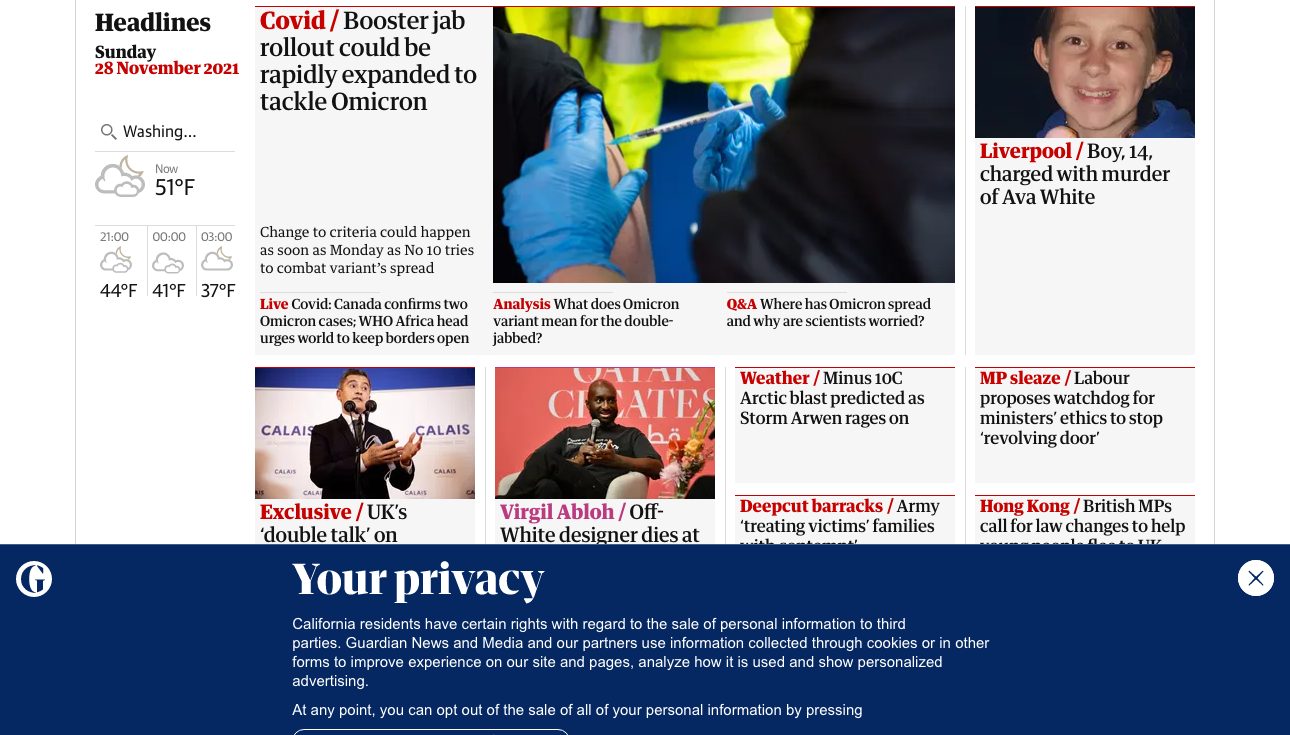 Headlines
Sunday
28 November 2021
Washing...
Now
51°F
21:00
00:00
03:00
44°F
41°F
37°F
Covid / Booster jab
rollout could be
rapidly expanded to
tackle Omicron
Change to criteria could happen
as soon as Monday as No 10 tries
to combat variant’s spread
Live Covid: Canada confirms two
Omicron cases; WHO Africa head
urges world to keep borders open
Analysis What does Omicron
variant mean for the double-
jabbed?
Q&A Where has Omicron spread
and why are scientists worried?
Liverpool / Boy, 14,
charged with murder
of Ava White
CALAIS
CALAIS
CALAIS
CALAIS
CALAIS
Exclusive / UK’s
‘double talk’ on
QATAR
CREATES
Virgil Abloh / Off-
White designer dies at
Weather / Minus 10C
Arctic blast predicted as
Storm Arwen rages on
MP sleaze / Labour
proposes watchdog for
ministers’ ethics to stop
‘revolving door’
Deepcut barracks / Army
‘treating victims’ families
with contempt’
Hong Kong / British MPs
call for law changes to help
young people flee to UK
Your privacy
California residents have certain rights with regard to the sale of personal information to third
parties. Guardian News and Media and our partners use information collected through cookies or in other
forms to improve experience on our site and pages, analyze how it is used and show personalized
advertising.
At any point, you can opt out of the sale of all of your personal information by pressing